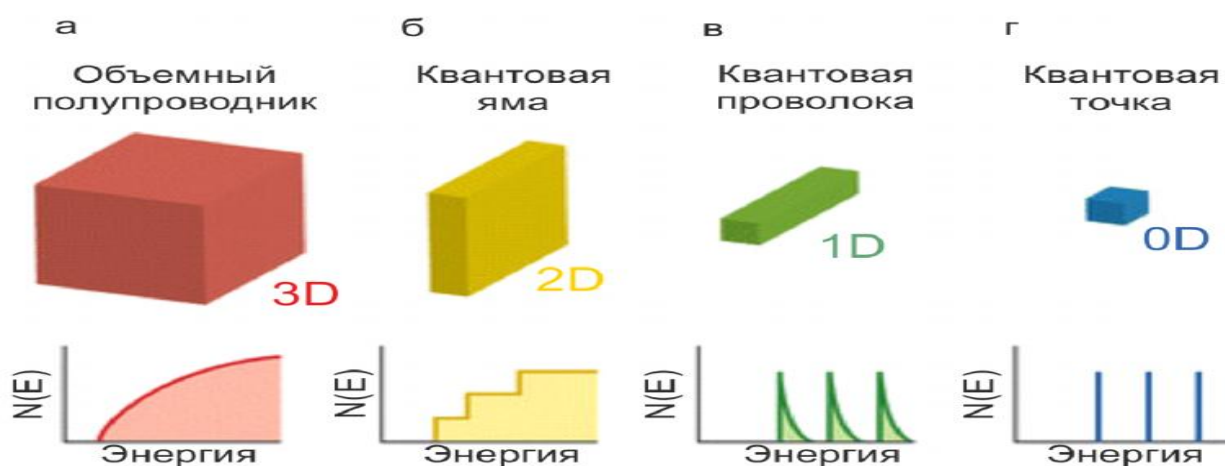 а
Объемный
полупроводник
3D
N(E)
Энергия
б
Квантовая
яма
2D
N(E)
Энергия
в
Квантовая
проволока
1D
N(E)
Энергия
г
Квантовая
точка
0D
N(E)
Энергия